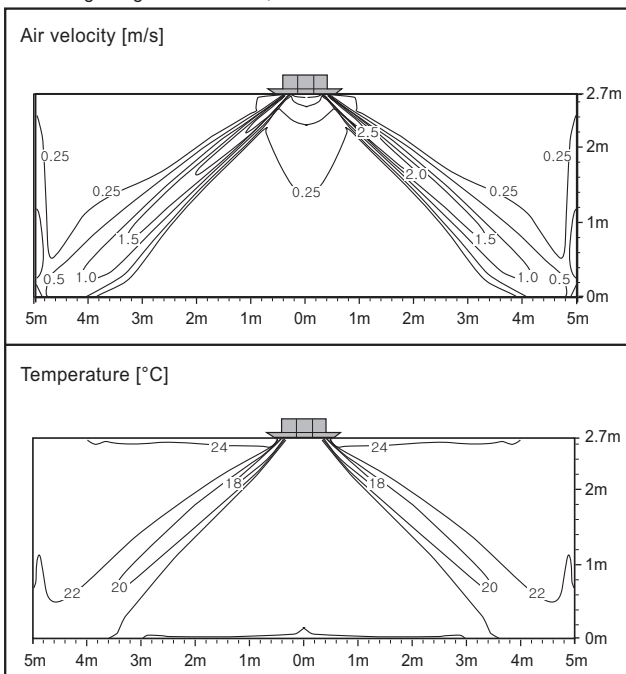 Air velocity [m/s]
2.7m
2.5
2m
0.25 0.25
2.0
0.25 0.25 0.25
1.5 1.5
1m
0.5 1.0 1.0 0.5
0m
5m 4m 3m 2m 1m 0m 1m 2m 3m 4m 5m
Temperature [°C]
2.7m
24 24
18 18
2m
20 20
22 22
1m
0m
5m 4m 3m 2m 1m 0m 1m 2m 3m 4m 5m